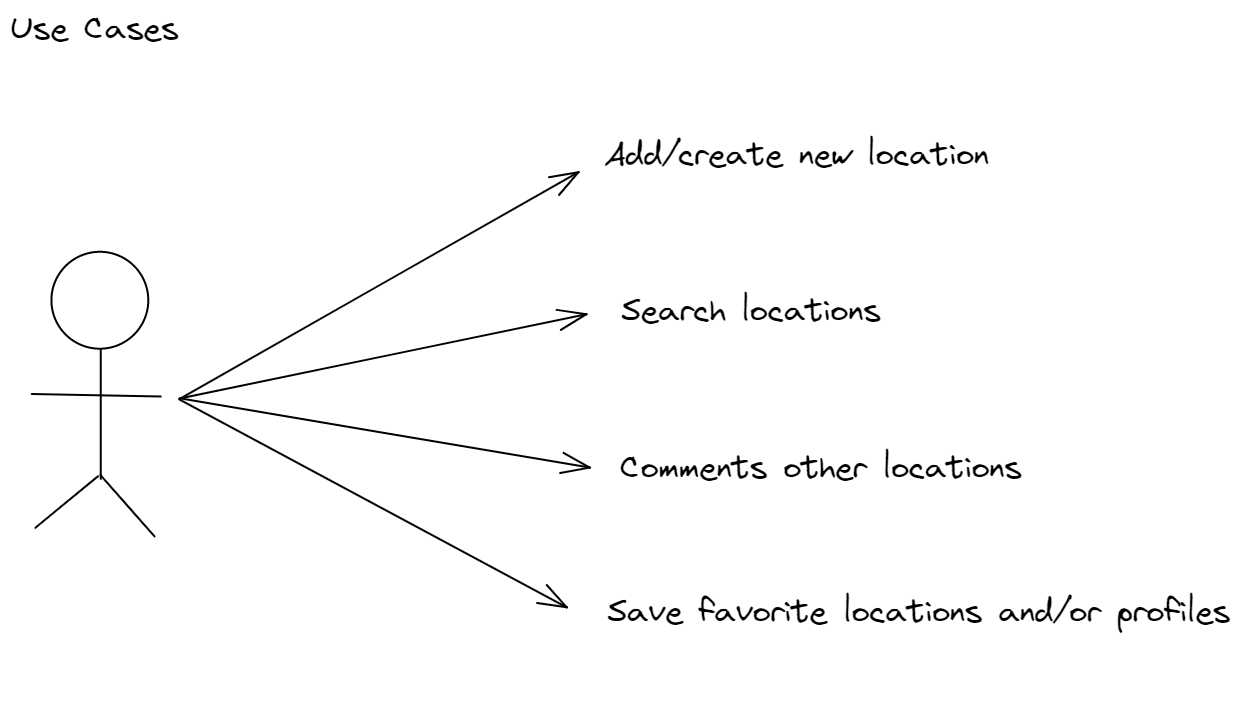 Use Cases
Add/create new location
Search locations
Comments other locations
Save favorite locations and/or profiles